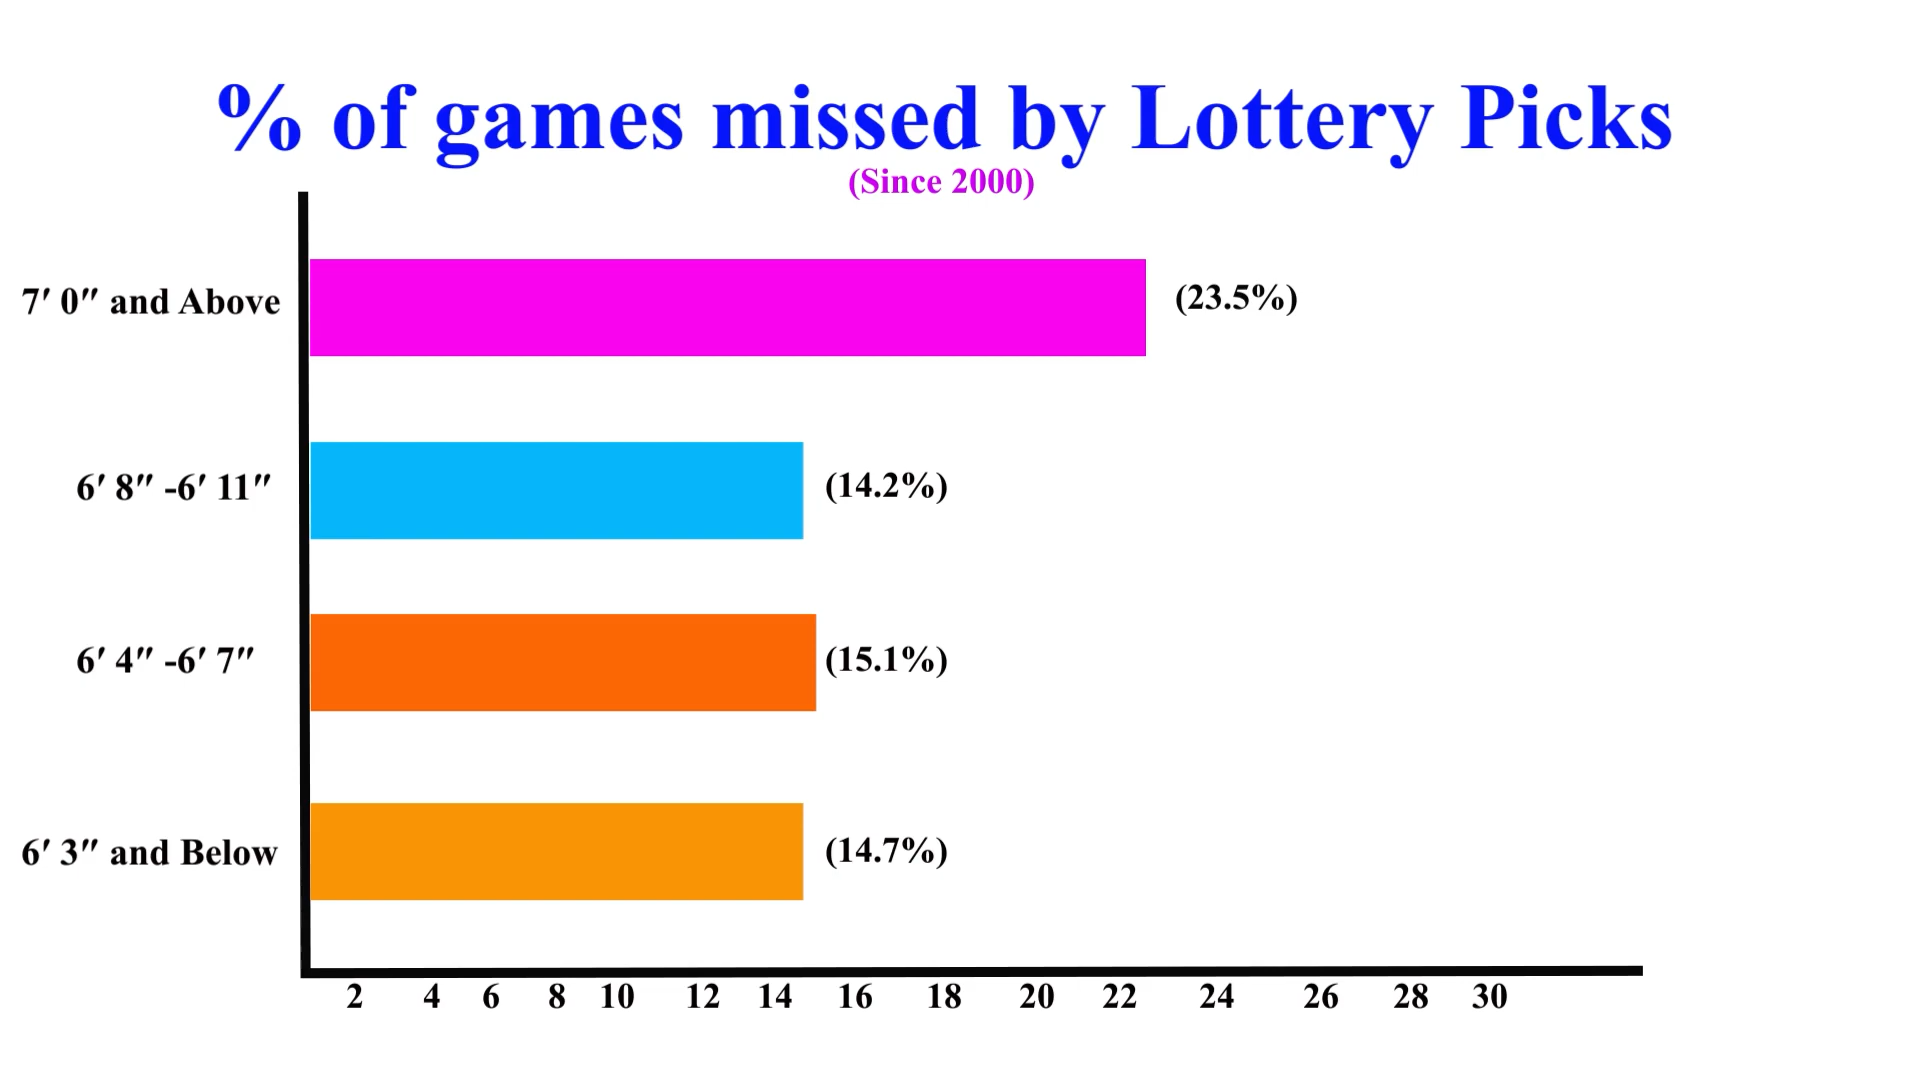 % of games missed by Lottery Picks
(Since 2000)
7′ 0″ and Above (23.5%)
6′ 8″ -6′ 11″ (14.2%)
6′ 4″ -6′ 7″ (15.1%)
6′ 3″ and Below (14.7%)
2 4 6 8 10 12 14 16 18 20 22 24 26 28 30